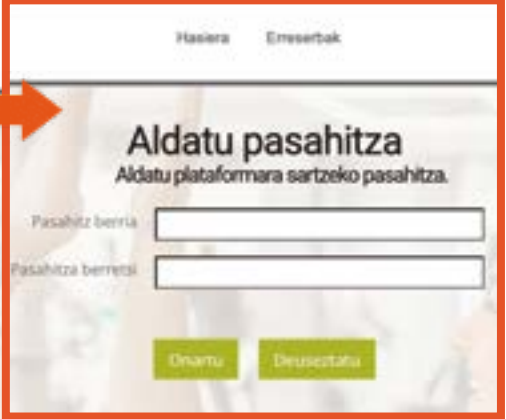 Hasiera Erreserbak
Aldatu pasahitza
Aldatu plataformara sartzeko pasahitza.
Pasahitz berria
Pasahitza berretsi
Onartu Deuseztatu